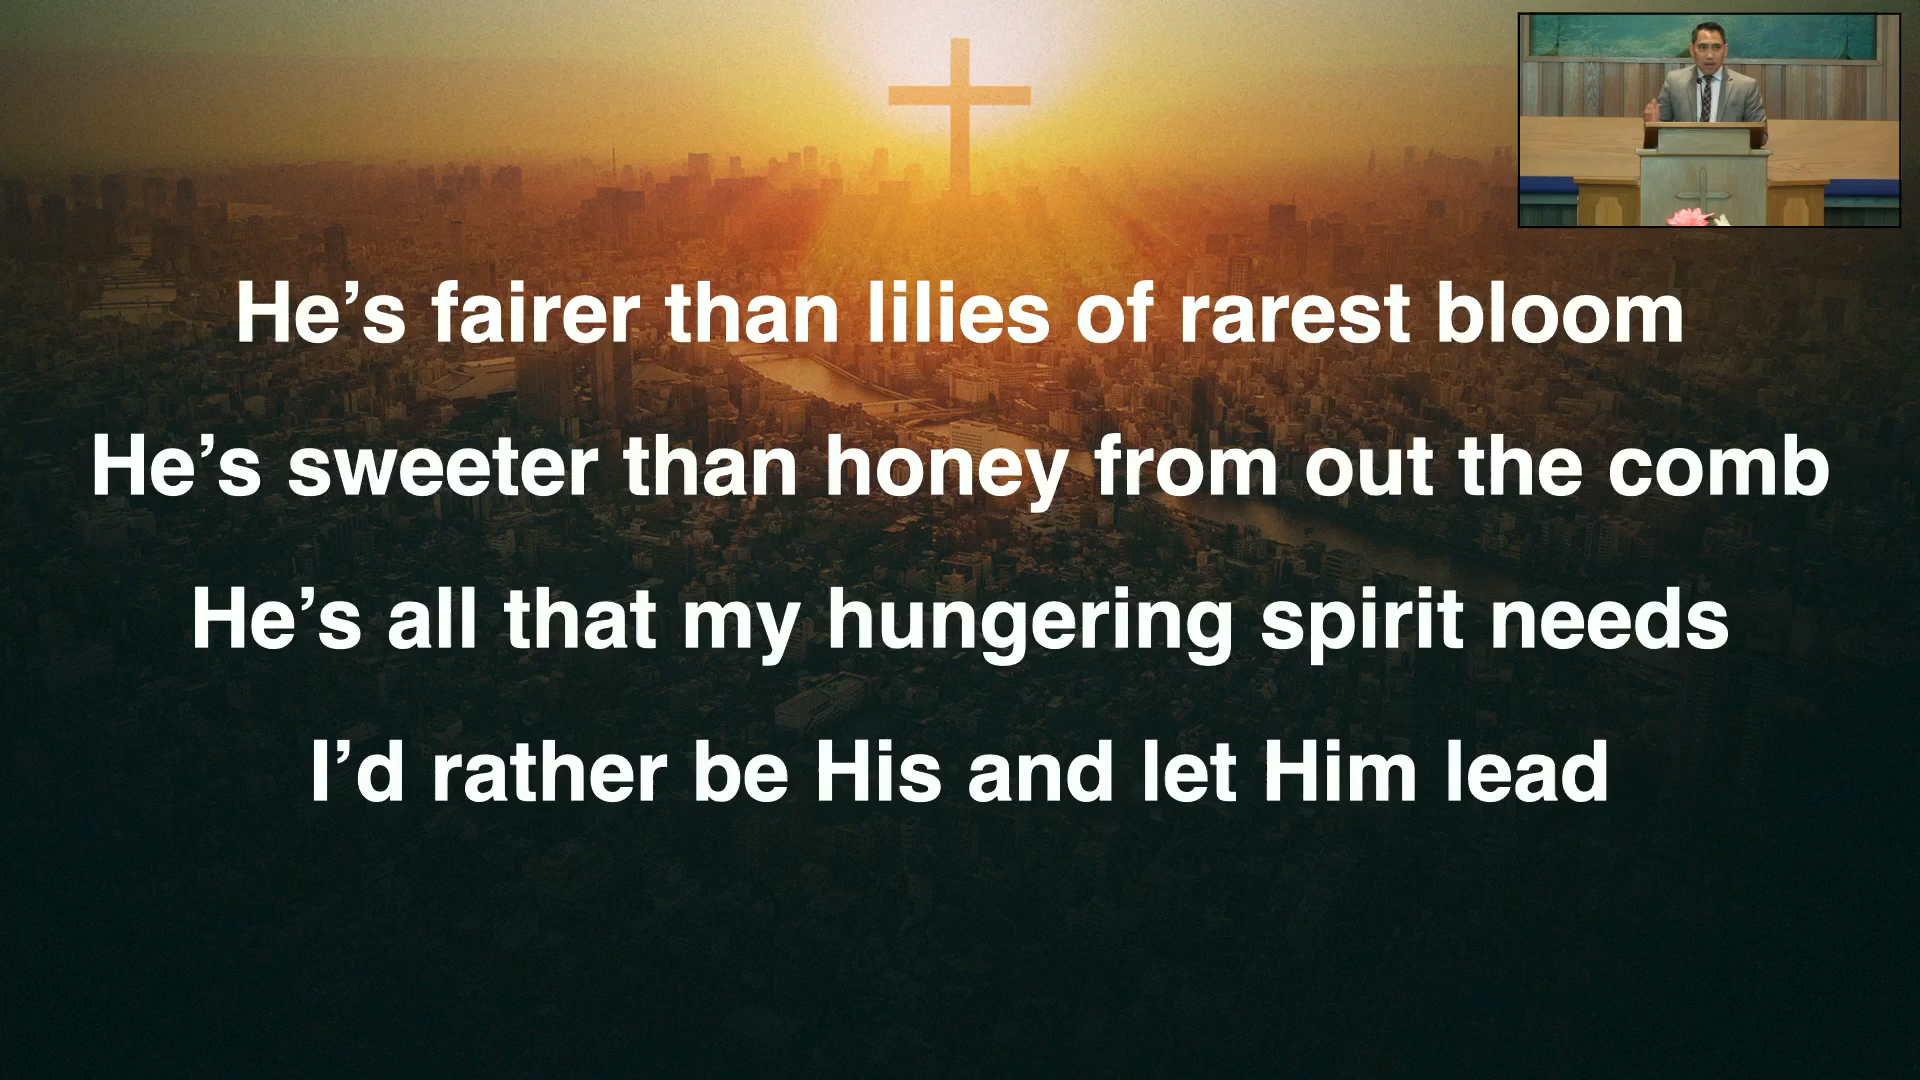 He’s fairer than lilies of rarest bloom
He’s sweeter than honey from out the comb
He’s all that my hungering spirit needs
I’d rather be His and let Him lead